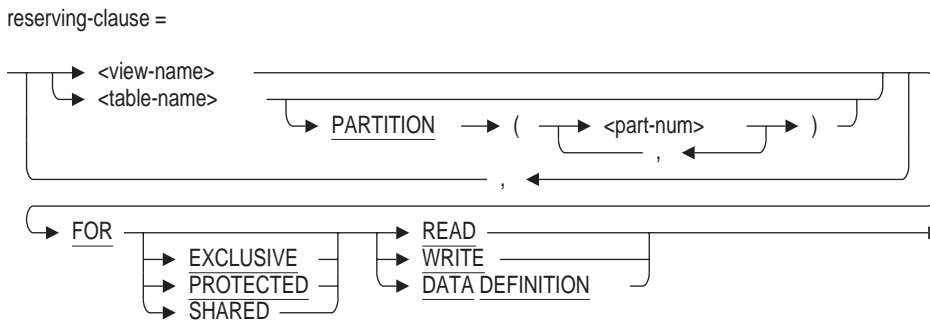 reserving-clause =
<view-name>
<table-name>
PARTITION ( <part-num> )
,
,
FOR READ
EXCLUSIVE WRITE
PROTECTED DATA DEFINITION
SHARED